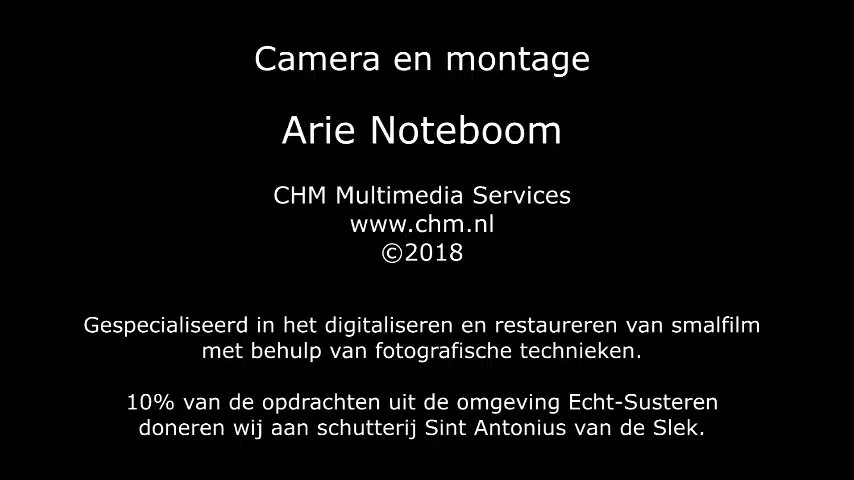 Camera en montage
Arie Noteboom
CHM Multimedia Services
www.chm.nl
©2018
Gespecialiseerd in het digitaliseren en restaureren van smalfilm
met behulp van fotografische technieken.
10% van de opdrachten uit de omgeving Echt-Susteren
doneren wij aan schutterij Sint Antonius van de Slek.